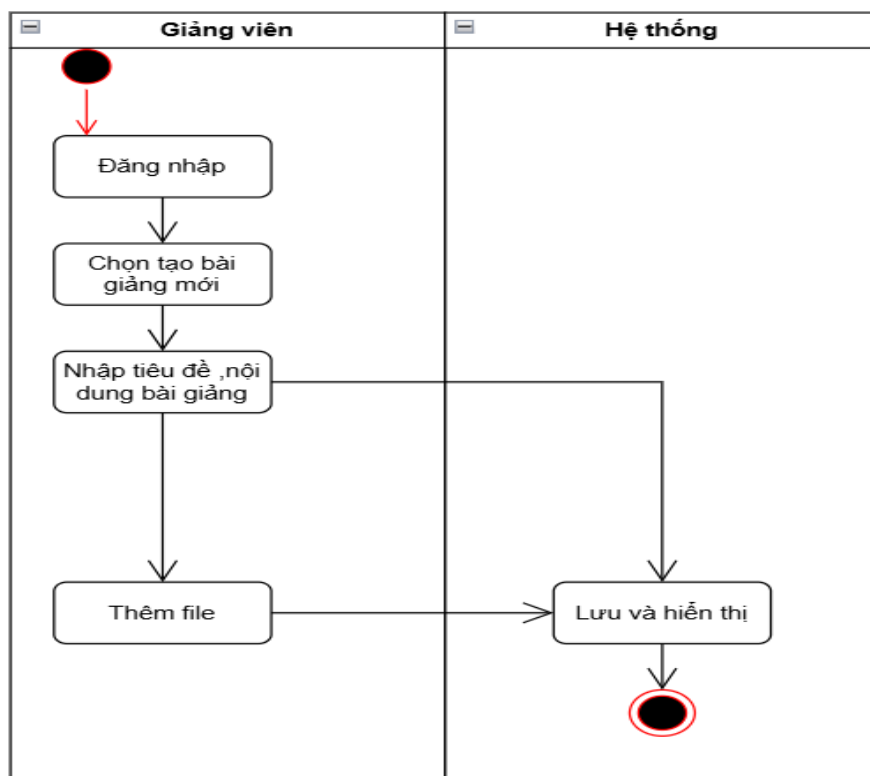 Giảng viên
Hệ thống
Đăng nhập
Chọn tạo bài
giảng mới
Nhập tiêu đề ,nội
dung bài giảng
Thêm file
Lưu và hiển thị